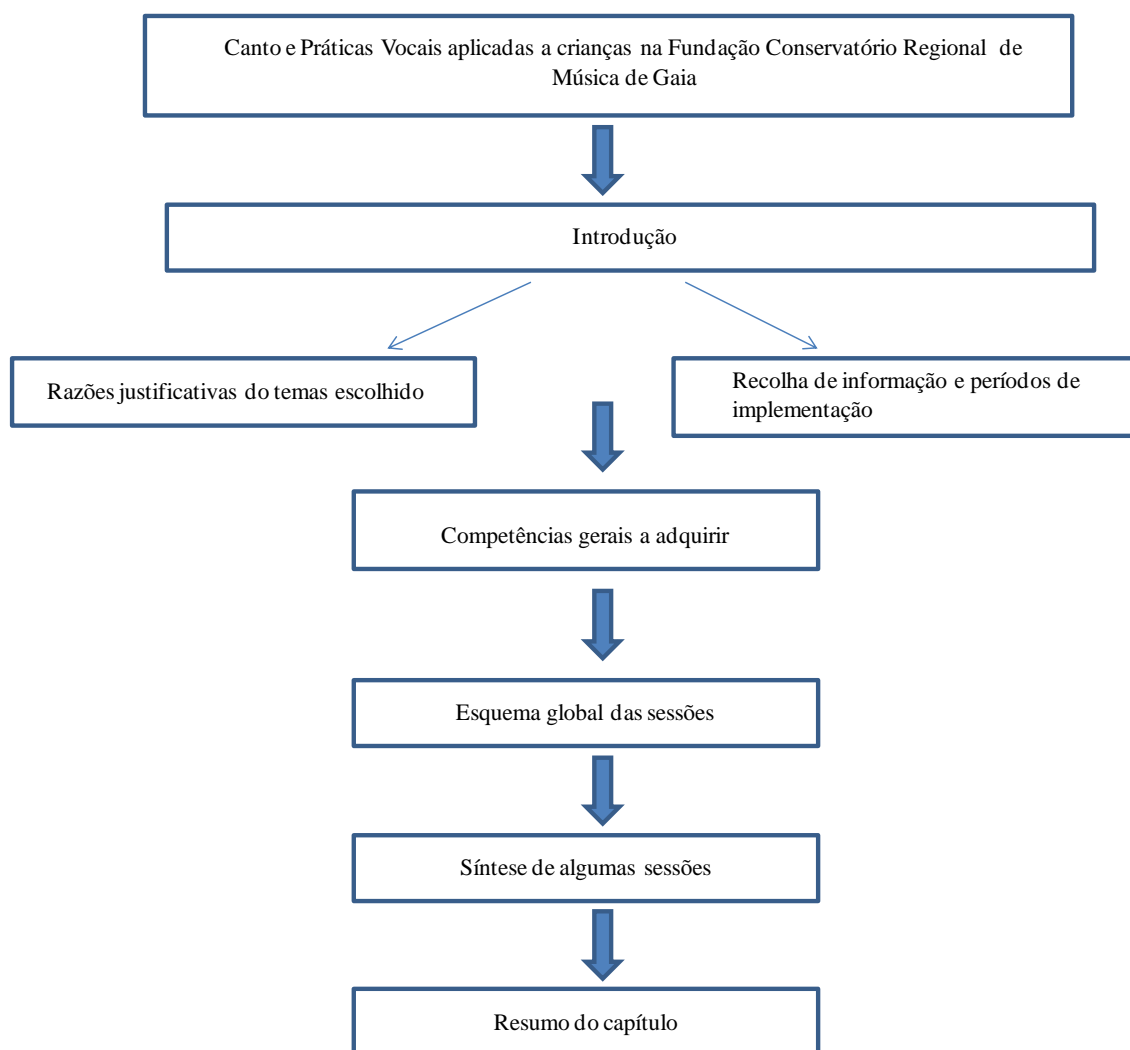 Canto e Práticas Vocais aplicadas a crianças na Fundação Conservatório Regional de
Música de Gaia
Introdução
Razões justificativas do temas escolhido
Recolha de informação e períodos de
implementação
Competências gerais a adquirir
Esquema global das sessões
Síntese de algumas sessões
Resumo do capítulo